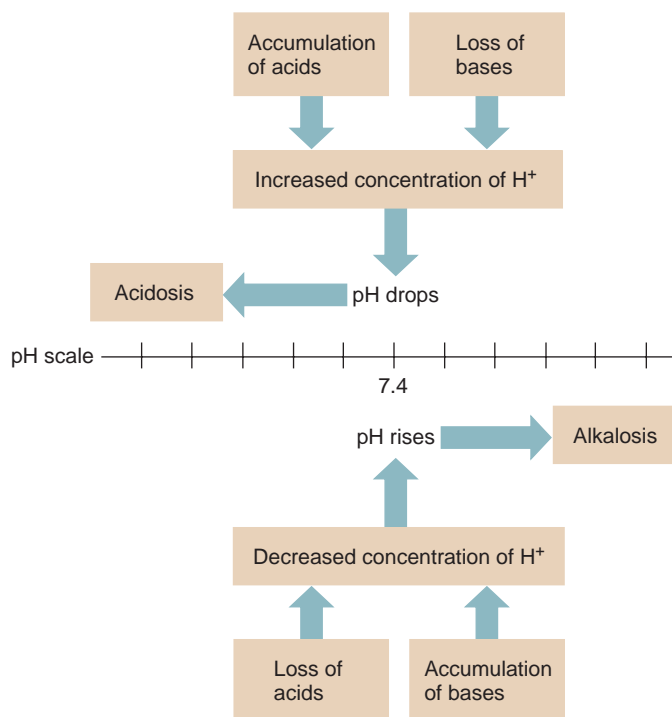 Accumulation
of acids
Loss of
bases
Increased concentration of H⁺
pH drops
Acidosis
pH scale
7.4
pH rises
Alkalosis
Decreased concentration of H⁺
Loss of
acids
Accumulation
of bases